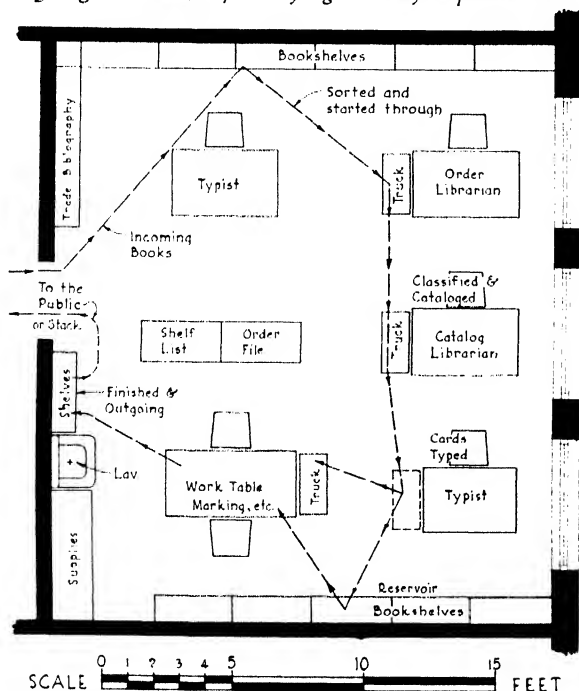 Bookshelves
Sorted and
started through
Trade Bibliography
Typist
Truck
Order
Librarian
Incoming
Books
To the
Public
or Stack.
Classified &
Cataloged
Shelf
List
Order
File
Truck
Catalog
Librarian
Shelves
Finished &
Outgoing
Cards
Typed
Lav
Work Table
Marking, etc.
Truck
Typist
Supplies
Reservoir
Bookshelves
SCALE 0 1 2 3 4 5 10 15 FEET